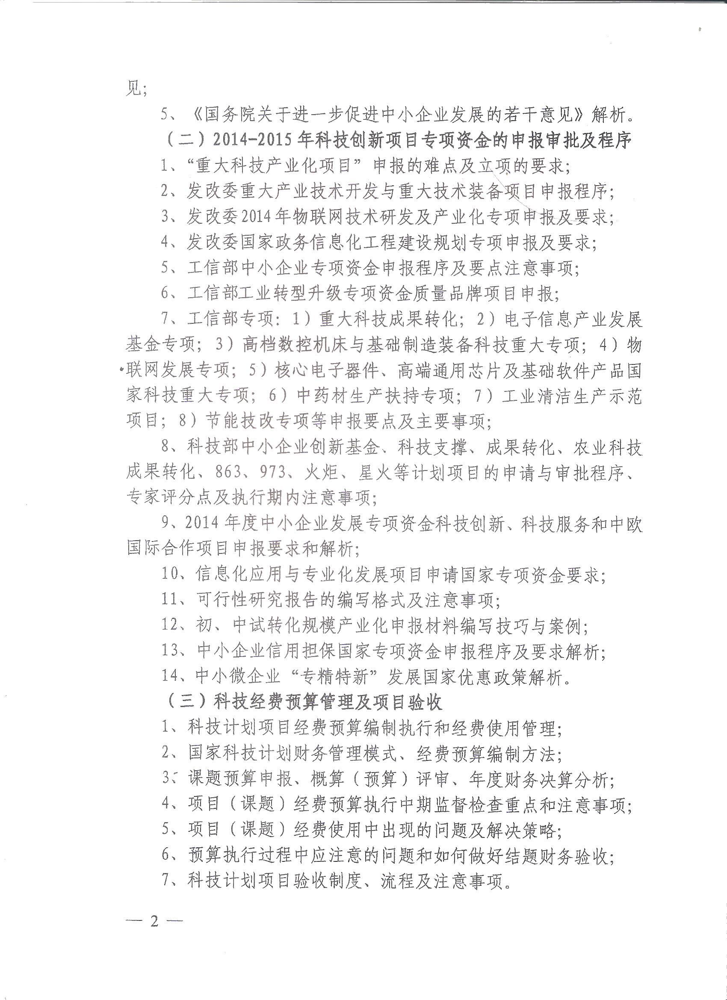 见；
5、《国务院关于进一步促进中小企业发展的若干意见》解析。
（二）2014-2015年科技创新项目专项资金的申报审批及程序
1、“重大科技产业化项目”申报的难点及立项的要求；
2、发改委重大产业技术开发与重大技术装备项目申报程序；
3、发改委2014年物联网技术研发及产业化专项申报及要求；
4、发改委国家政务信息化工程建设规划专项申报及要求；
5、工信部中小企业专项资金申报程序及要点注意事项；
6、工信部工业转型升级专项资金质量品牌项目申报；
7、工信部专项：1）重大科技成果转化；2）电子信息产业发展
基金专项；3）高档数控机床与基础制造装备科技重大专项；4）物
联网发展专项；5）核心电子器件、高端通用芯片及基础软件产品国
家科技重大专项；6）中药材生产扶持专项；7）工业清洁生产示范
项目；8）节能技改专项等申报要点及主要事项；
8、科技部中小企业创新基金、科技支撑、成果转化、农业科技
成果转化、863、973、火炬、星火等计划项目的申请与审批程序、
专家评分点及执行期内注意事项；
9、2014年度中小企业发展专项资金科技创新、科技服务和中欧
国际合作项目申报要求和解析；
10、信息化应用与专业化发展项目申请国家专项资金要求；
11、可行性研究报告的编写格式及注意事项；
12、初、中试转化规模产业化申报材料编写技巧与案例；
13、中小企业信用担保国家专项资金申报程序及要求解析；
14、中小微企业“专精特新”发展国家优惠政策解析。
（三）科技经费预算管理及项目验收
1、科技计划项目经费预算编制执行和经费使用管理；
2、国家科技计划财务管理模式、经费预算编制方法；
3、课题预算申报、概算（预算）评审、年度财务决算分析；
4、项目（课题）经费预算执行中期监督检查重点和注意事项；
5、项目（课题）经费使用中出现的问题及解决策略；
6、预算执行过程中应注意的问题和如何做好结题财务验收；
7、科技计划项目验收制度、流程及注意事项。
— 2 —